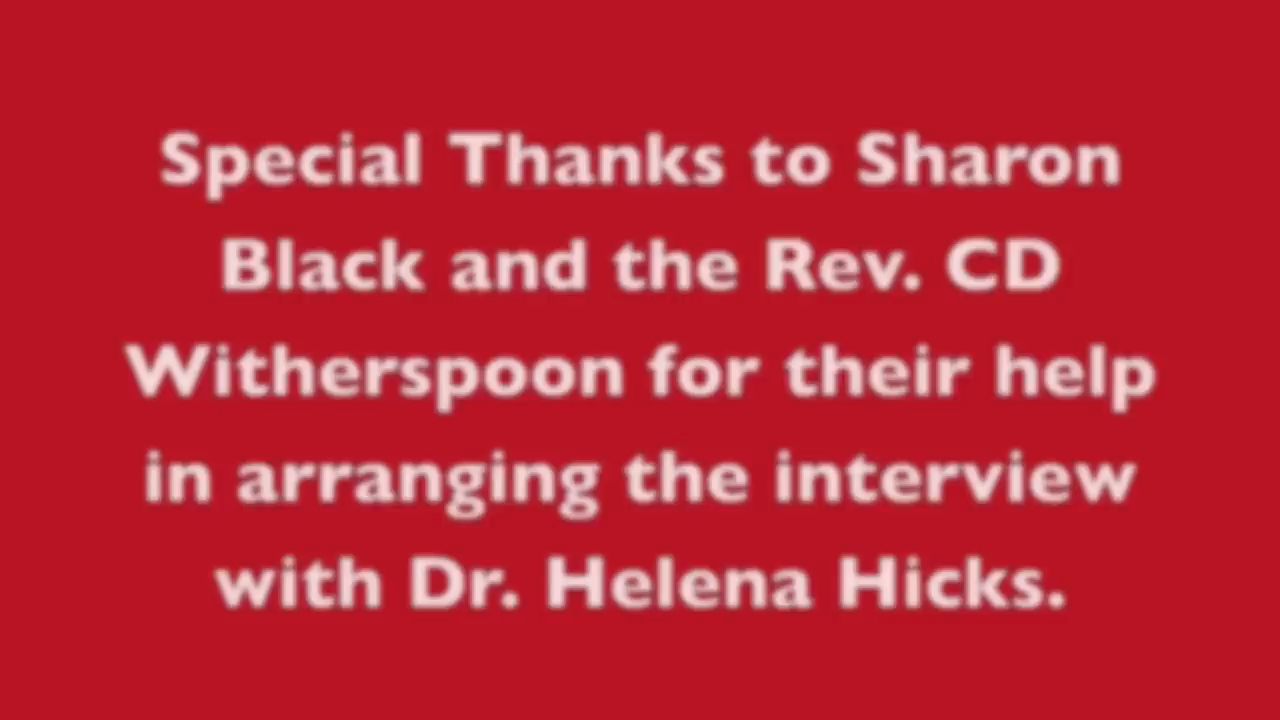 Special Thanks to Sharon
Black and the Rev. CD
Witherspoon for their help
in arranging the interview
with Dr. Helena Hicks.